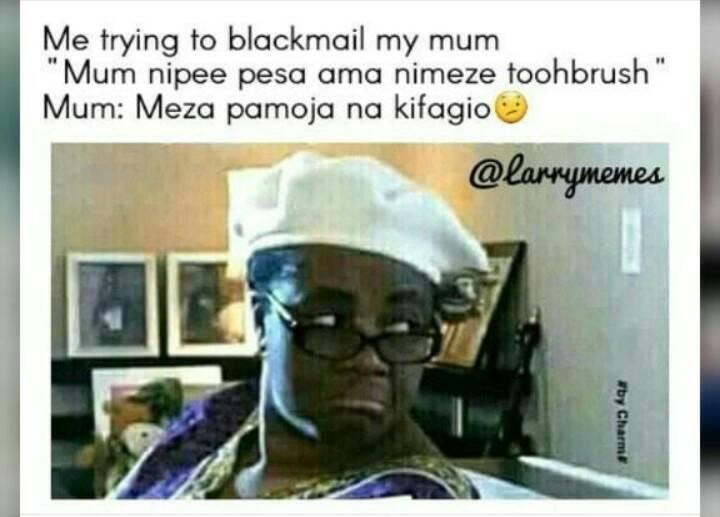 Me trying to blackmail my mum
"Mum nipee pesa ama nimeze toohbrush"
Mum: Meza pamoja na kifagio😕
@larrymemes
#by Charm#